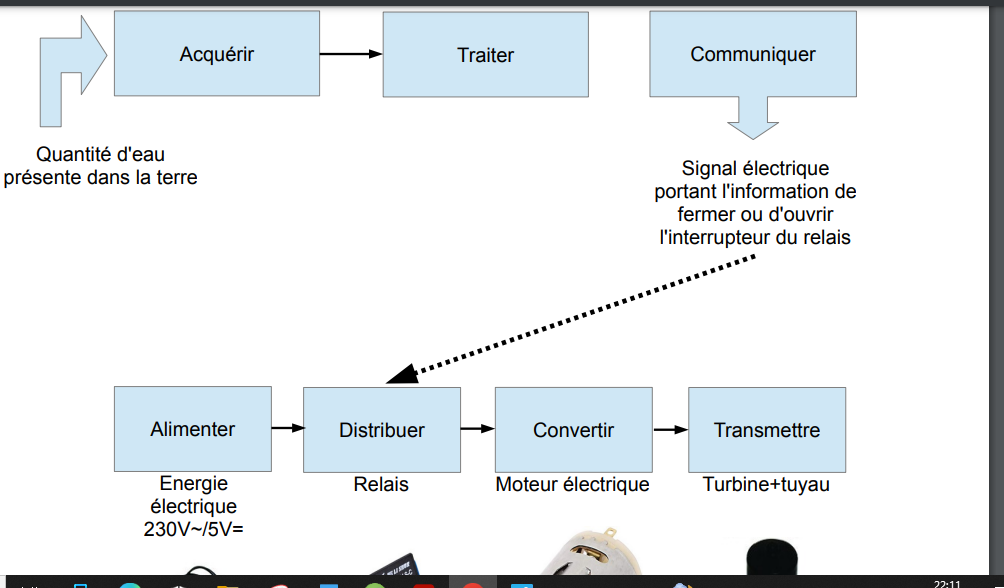 Acquérir
Traiter
Communiquer
Quantité d'eau
présente dans la terre
Signal électrique
portant l'information de
fermer ou d'ouvrir
l'interrupteur du relais
Alimenter
Distribuer
Convertir
Transmettre
Energie
électrique
230V~/5V=
Relais
Moteur électrique
Turbine+tuyau
22:11